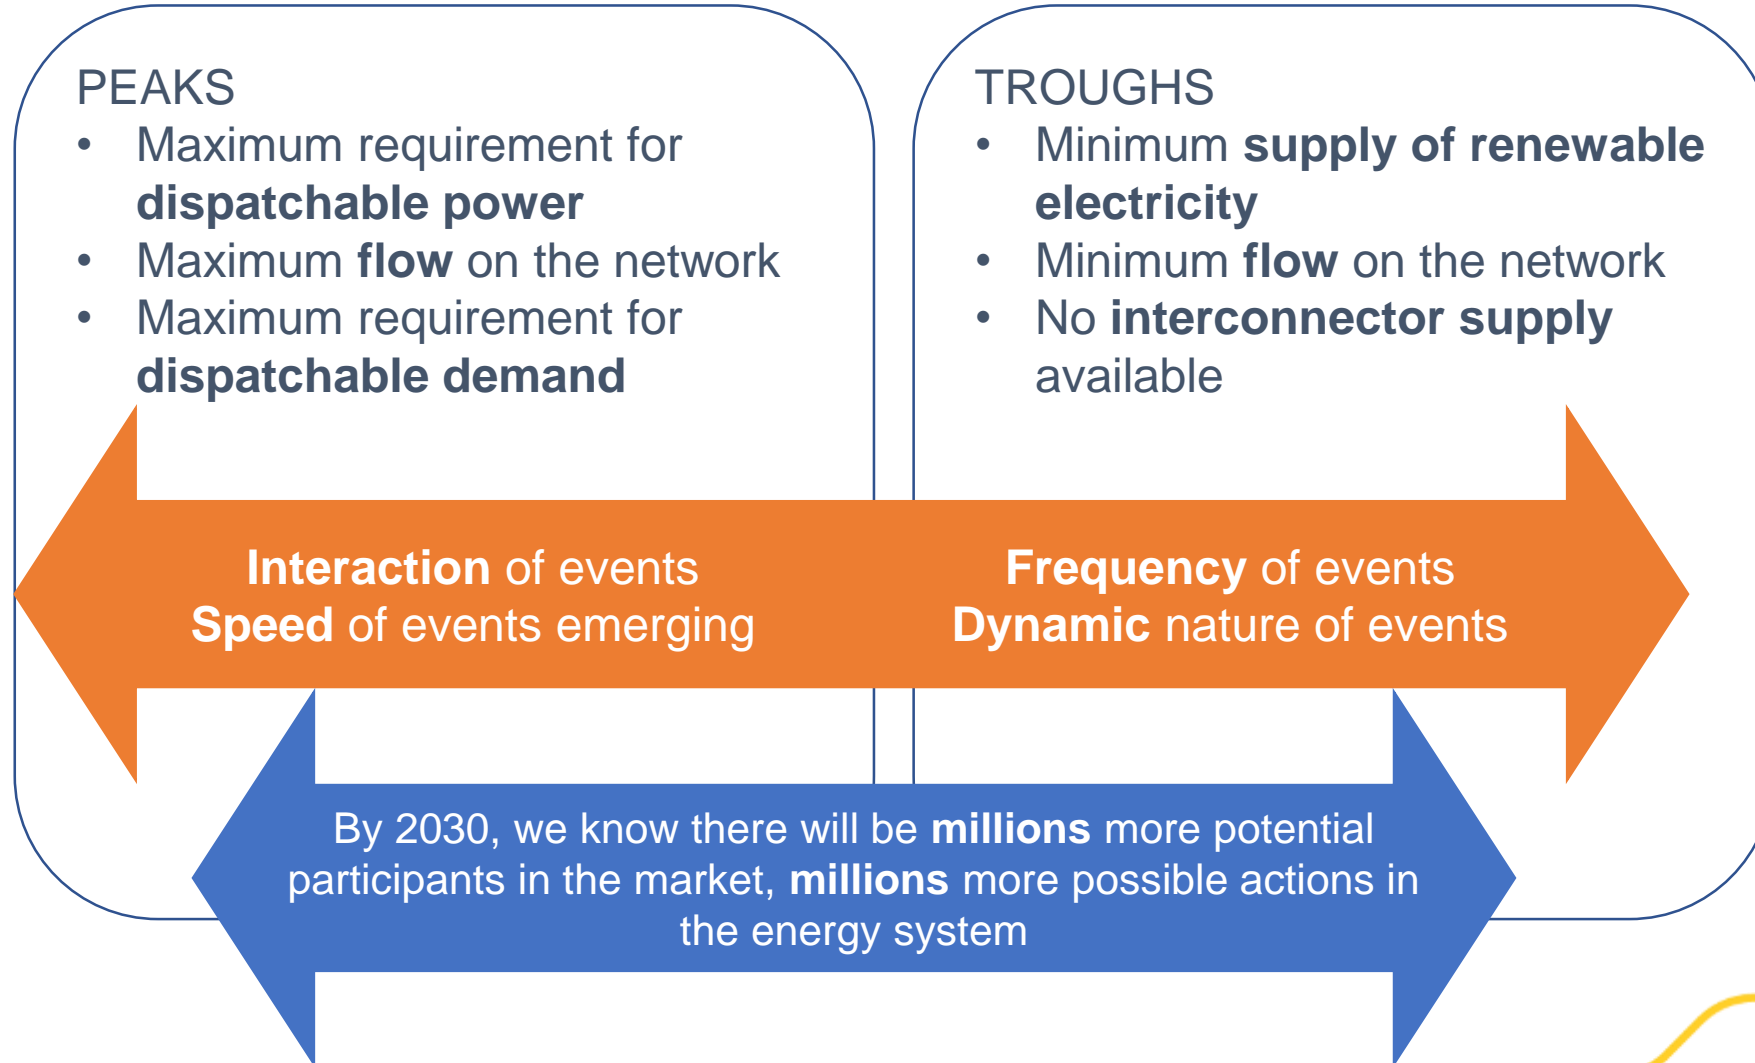 PEAKS
• Maximum requirement for
dispatchable power
• Maximum flow on the network
• Maximum requirement for
dispatchable demand
TROUGHS
• Minimum supply of renewable
electricity
• Minimum flow on the network
• No interconnector supply
available
Interaction of events
Speed of events emerging
Frequency of events
Dynamic nature of events
By 2030, we know there will be millions more potential
participants in the market, millions more possible actions in
the energy system